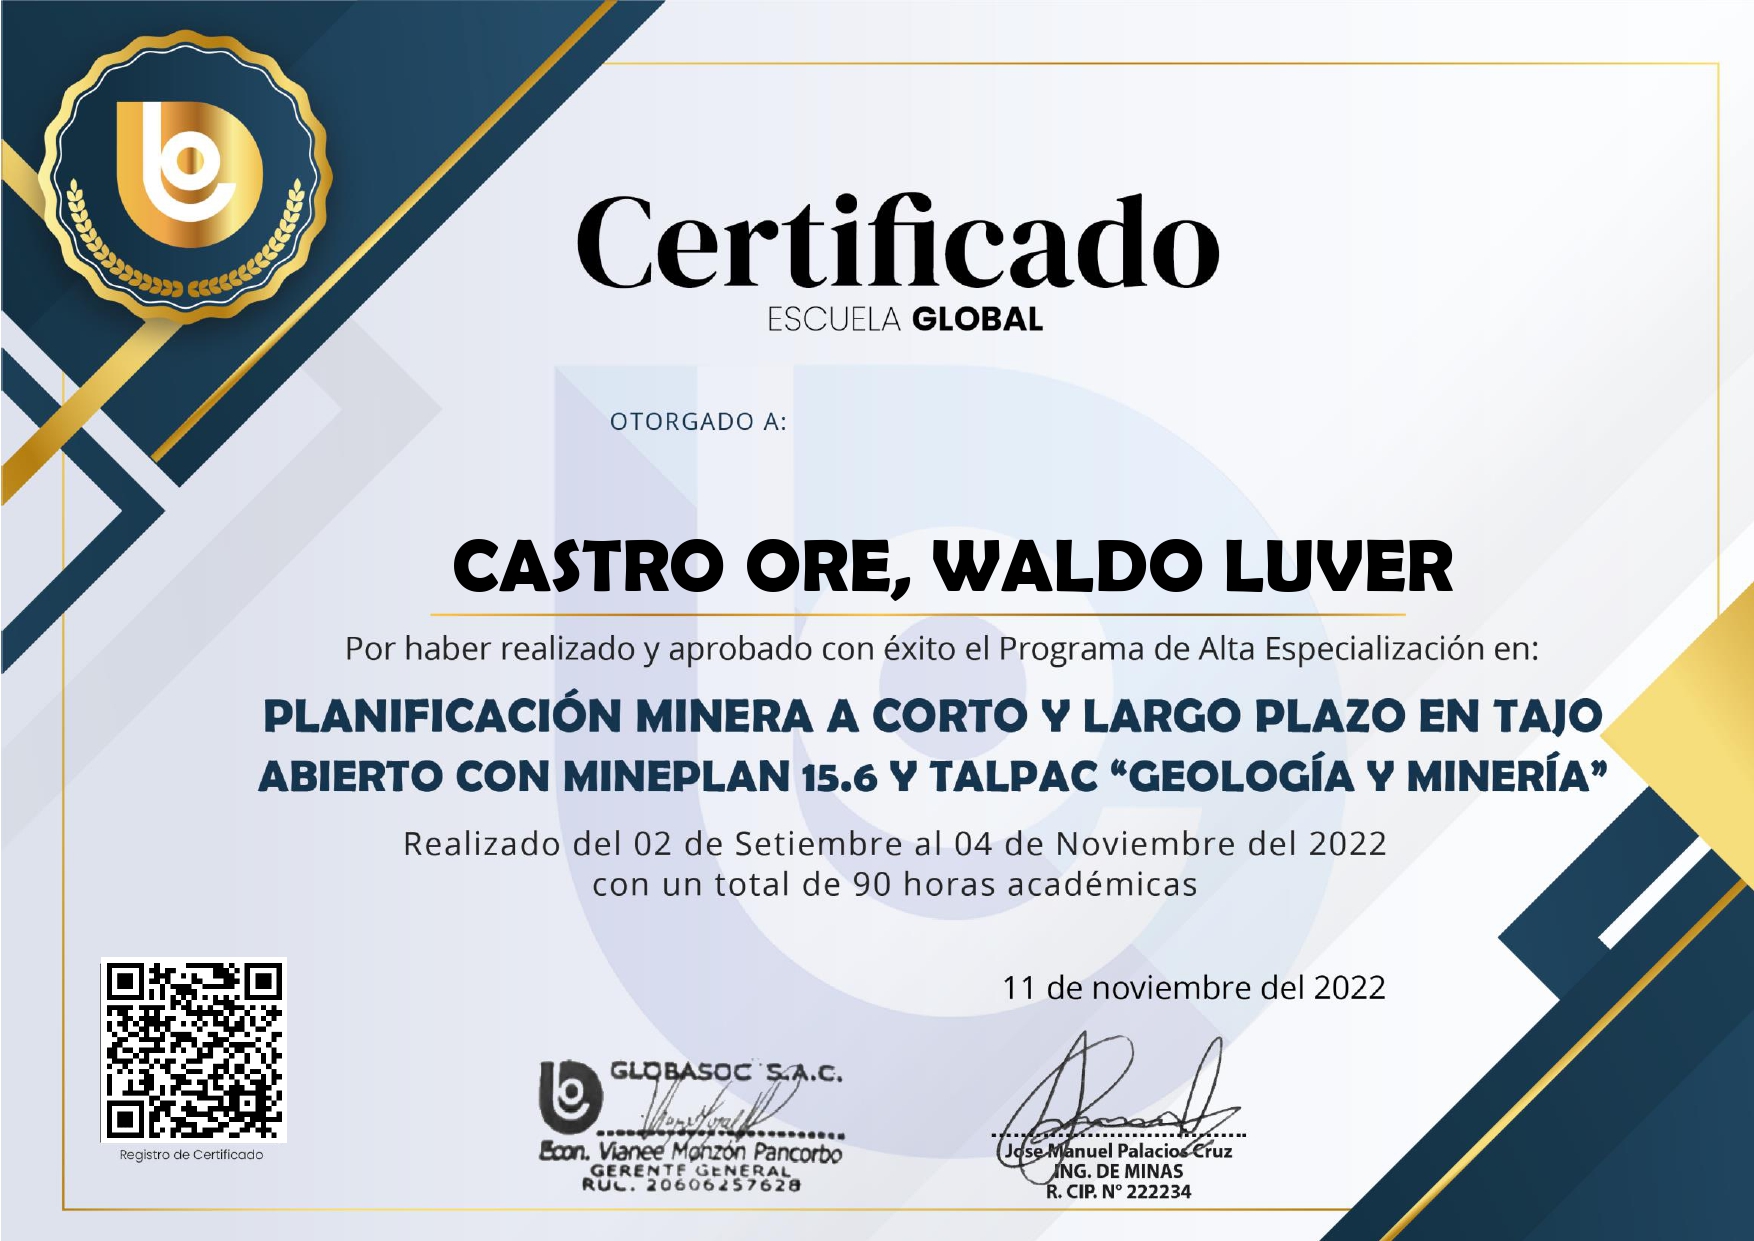 Certificado
ESCUELA GLOBAL
OTORGADO A:
CASTRO ORE, WALDO LUVER
Por haber realizado y aprobado con éxito el Programa de Alta Especialización en:
PLANIFICACIÓN MINERA A CORTO Y LARGO PLAZO EN TAJO
ABIERTO CON MINEPLAN 15.6 Y TALPAC “GEOLOGÍA Y MINERÍA”
Realizado del 02 de Setiembre al 04 de Noviembre del 2022
con un total de 90 horas académicas
11 de noviembre del 2022
Registro de Certificado
GLOBASOC S.A.C.
Econ. Vianee Monzón Pancorbo
GERENTE GENERAL
RUC. 20606257628
Jose Manuel Palacios Cruz
ING. DE MINAS
R. CIP. N° 222234